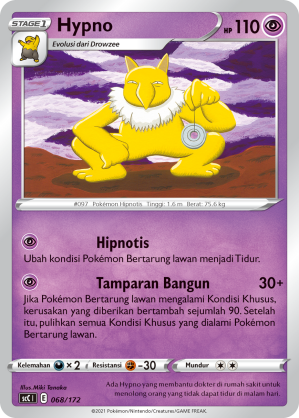 STAGE 1 Hypno HP 110
Evolusi dari Drowzee
#097 Pokémon Hipnotis Tinggi: 1.6 m Berat: 75.6 kg
Hipnotis
Ubah kondisi Pokémon Bertarung lawan menjadi Tidur.
Tamparan Bangun 30+
Jika Pokémon Bertarung lawan mengalami Kondisi Khusus,
kerusakan yang diberikan bertambah sejumlah 90. Setelah
itu, pulihkan semua Kondisi Khusus yang dialami Pokémon
Bertarung lawan.
Kelemahan ×2 Resistansi -30 Mundur
Illus. Miki Tanaka
SC1 I E 068/172
Ada Hypno yang membantu dokter di rumah sakit untuk
mengobati orang yang tidak dapat tidur di malam hari.
©2021 Pokémon/Nintendo/Creatures/GAME FREAK